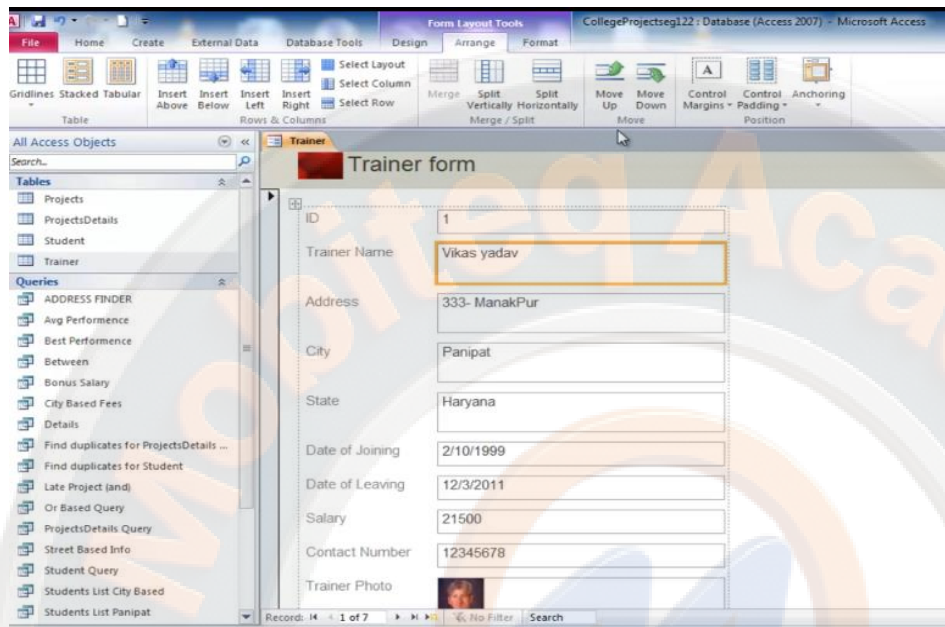 Form Layout Tools
CollegeProjectseg122 : Database (Access 2007) - Microsoft Access
File Home Create External Data Database Tools Design Arrange Format
Gridlines Stacked Tabular
Insert Above
Insert Below
Insert Left
Insert Right
Select Layout
Select Column
Select Row
Merge
Split Vertically
Split Horizontally
Move Up
Move Down
A
Control Margins
Control Padding
Anchoring
Table Rows & Columns Merge / Split Move Position
All Access Objects
Search..
Tables
Projects
ProjectsDetails
Student
Trainer
Queries
ADDRESS FINDER
Avg Performence
Best Performence
Between
Bonus Salary
City Based Fees
Details
Find duplicates for ProjectsDetails ...
Find duplicates for Student
Late Project (and)
Or Based Query
ProjectsDetails Query
Street Based Info
Student Query
Students List City Based
Students List Panipat
Trainer
Trainer form
ID 1
Trainer Name Vikas yadav
Address 333- ManakPur
City Panipat
State Haryana
Date of Joining 2/10/1999
Date of Leaving 12/3/2011
Salary 21500
Contact Number 12345678
Trainer Photo
Record: 1 of 7 No Filter Search
Mobiteq Aca